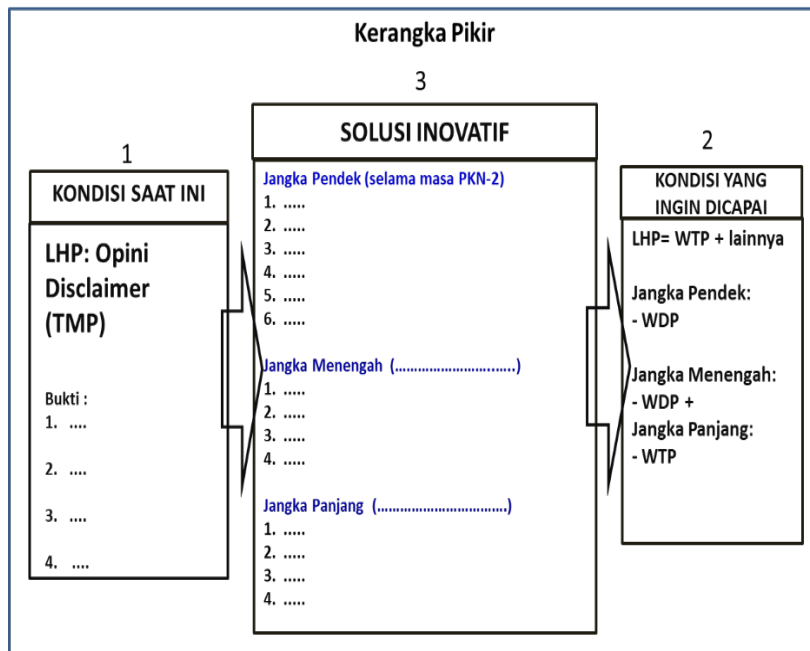 Kerangka Pikir
1
KONDISI SAAT INI
LHP: Opini
Disclaimer
(TMP)
Bukti :
1. ....
2. ....
3. ....
4. ....
3
SOLUSI INOVATIF
Jangka Pendek (selama masa PKN-2)
1. .....
2. .....
3. .....
4. .....
5. .....
6. .....
Jangka Menengah (............................)
1. .....
2. .....
3. .....
4. .....
Jangka Panjang (.................................)
1. .....
2. .....
3. .....
4. .....
2
KONDISI YANG
INGIN DICAPAI
LHP= WTP + lainnya
Jangka Pendek:
- WDP
Jangka Menengah:
- WDP +
Jangka Panjang:
- WTP